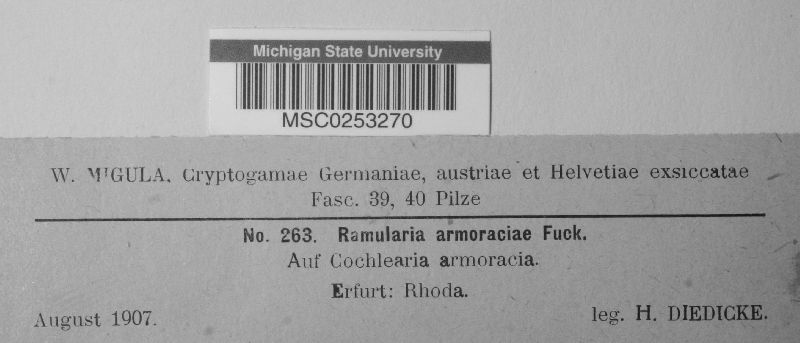 Michigan State University
MSC0253270
W. MIGULA, Cryptogamae Germaniae, austriae et Helvetiae exsiccatae
Fasc. 39, 40 Pilze
No. 263. Ramularia armoraciae Fuck.
Auf Cochlearia armoracia.
Erfurt: Rhoda.
August 1907.
leg. H. DIEDICKE.